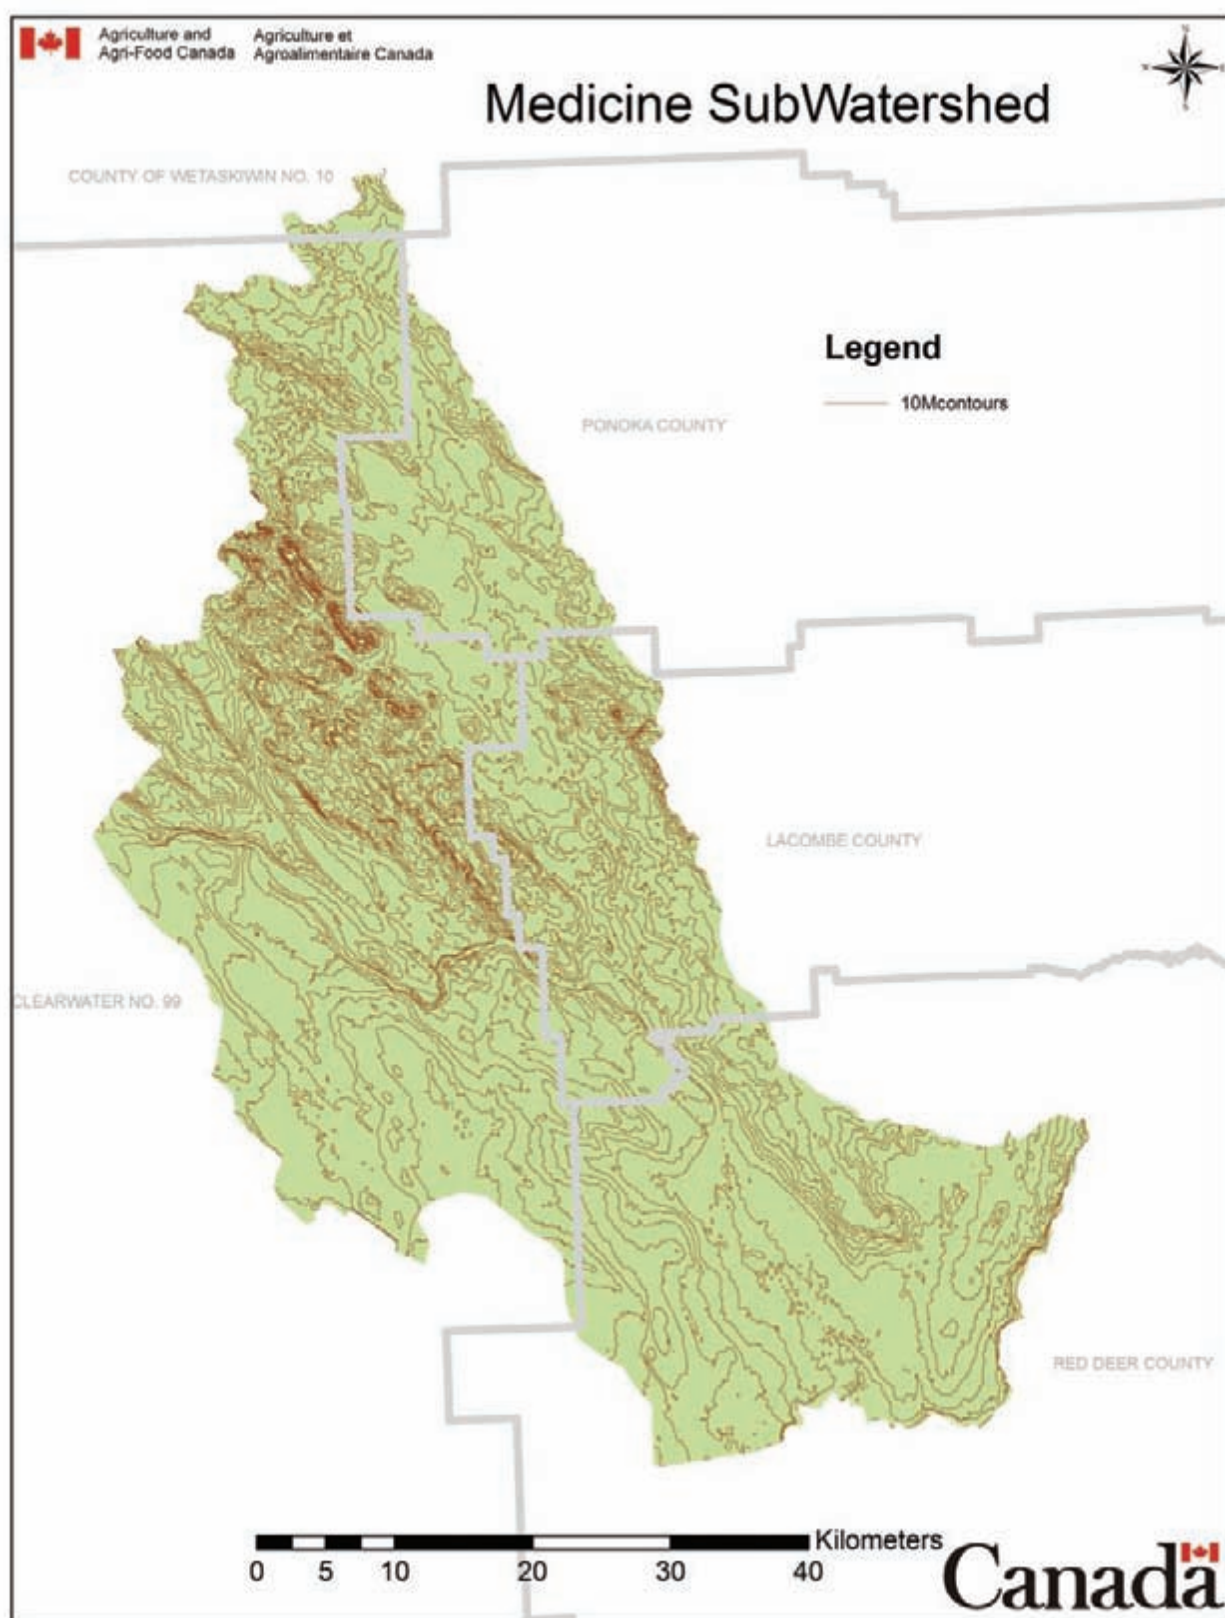 Agriculture and Agriculture et
Agri-Food Canada Agroalimentaire Canada
Medicine SubWatershed
COUNTY OF WETASKIWIN NO. 10
Legend
10Mcontours
PONOKA COUNTY
LACOMBE COUNTY
CLEARWATER NO. 99
RED DEER COUNTY
Kilometers
0 5 10 20 30 40
Canada